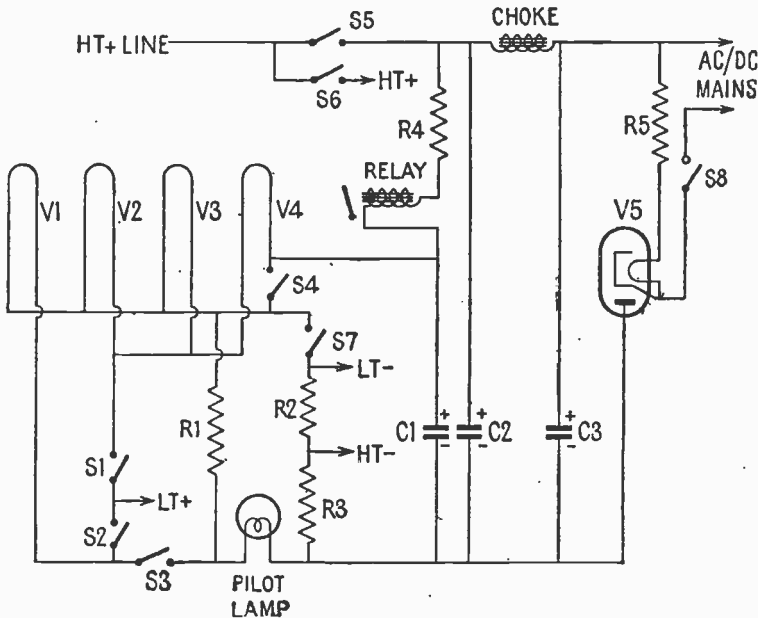 CHOKE
HT+ LINE
S5
S6
HT+
AC/DC
MAINS
R4
R5
S8
RELAY
V1
V2
V3
V4
V5
S4
S7
LT-
R1
R2
C1
+
-
C2
+
-
C3
+
-
HT-
S1
LT+
R3
S2
S3
PILOT
LAMP